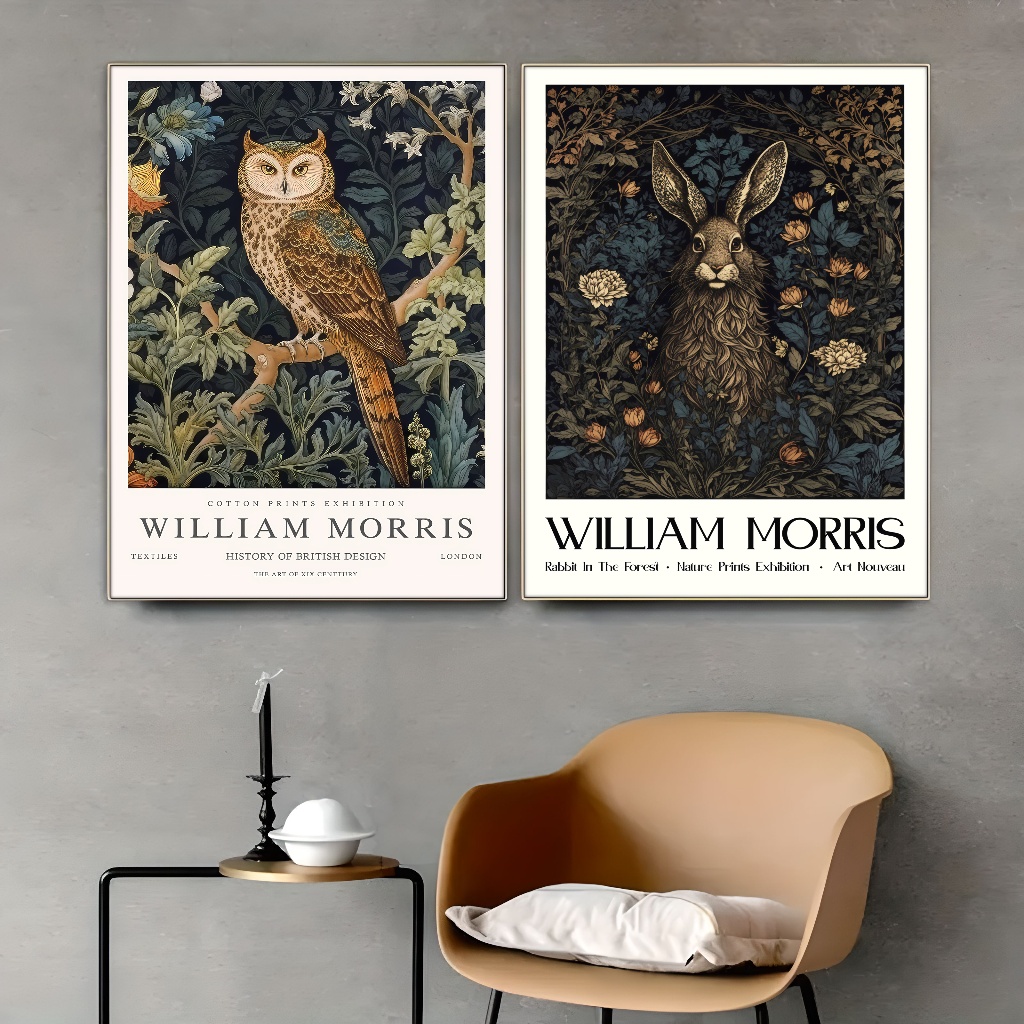 COTTON PRINTS EXHIBITION
WILLIAM MORRIS
TEXTILES HISTORY OF BRITISH DESIGN LONDON
THE ART OF XIX CENTTURY
WILLIAM MORRIS
Rabbit In The Forest • Nature Prints Exhibition • Art Nouveau